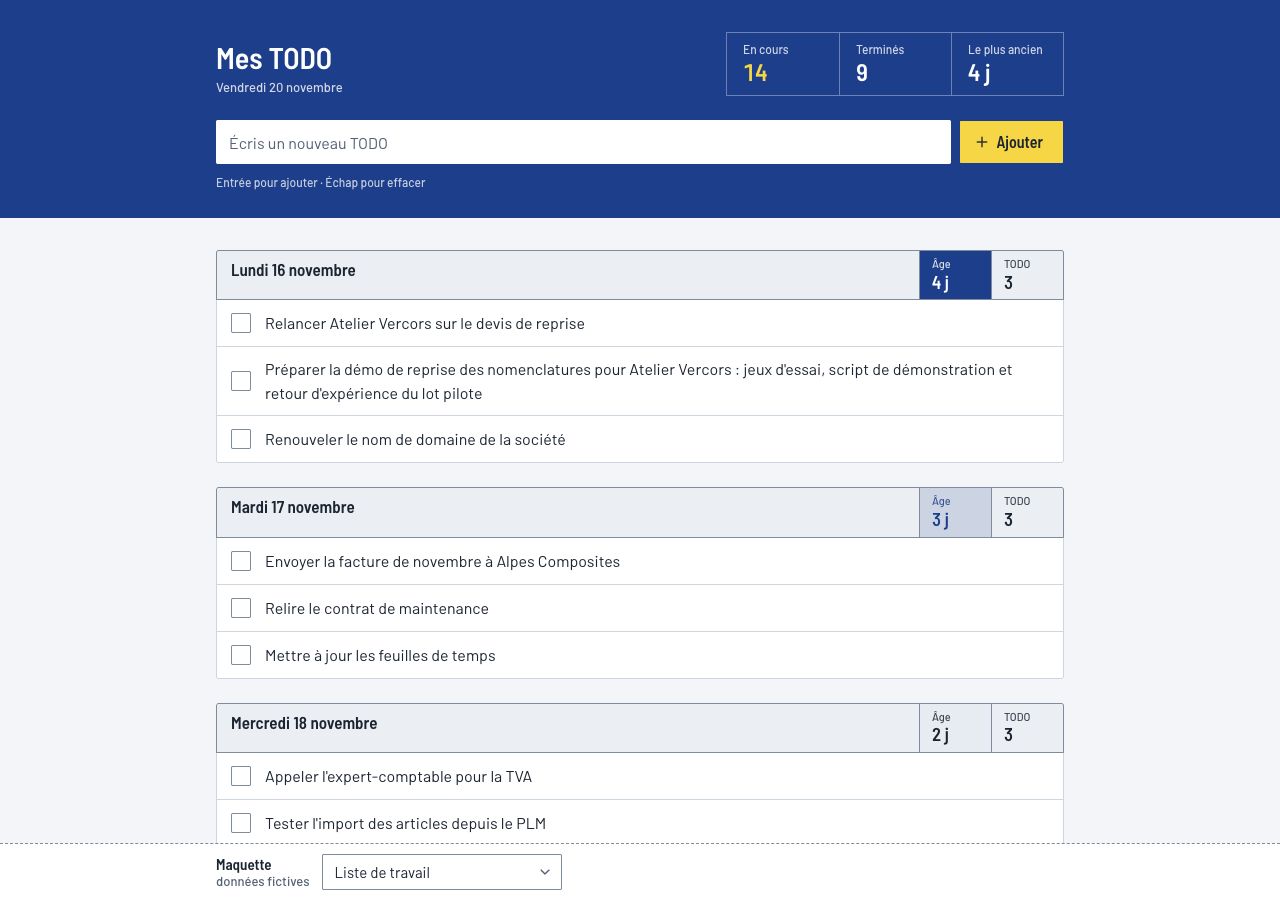 Mes TODO
Vendredi 20 novembre
En cours
14
Terminés
9
Le plus ancien
4 j
Écris un nouveau TODO
+ Ajouter
Entrée pour ajouter · Échap pour effacer
Lundi 16 novembre
Âge
4 j
TODO
3
Relancer Atelier Vercors sur le devis de reprise
Préparer la démo de reprise des nomenclatures pour Atelier Vercors : jeux d'essai, script de démonstration et
retour d'expérience du lot pilote
Renouveler le nom de domaine de la société
Mardi 17 novembre
Âge
3 j
TODO
3
Envoyer la facture de novembre à Alpes Composites
Relire le contrat de maintenance
Mettre à jour les feuilles de temps
Mercredi 18 novembre
Âge
2 j
TODO
3
Appeler l'expert-comptable pour la TVA
Tester l'import des articles depuis le PLM
Maquette
données fictives
Liste de travail